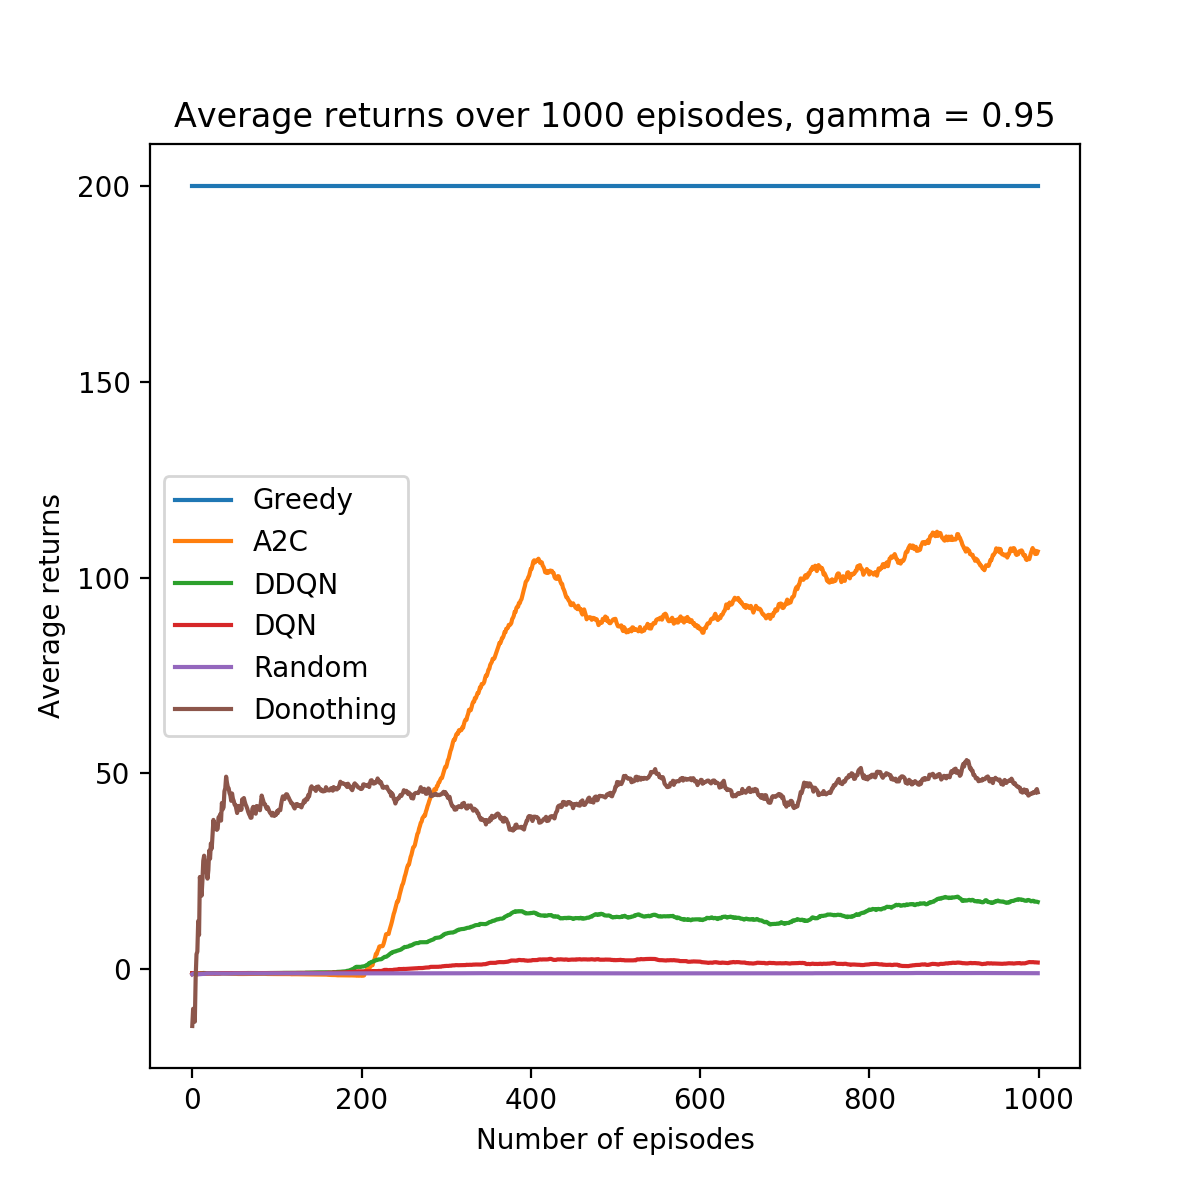 Average returns over 1000 episodes, gamma = 0.95
200
150
100
50
0
Average returns
Greedy
A2C
DDQN
DQN
Random
Donothing
0 200 400 600 800 1000
Number of episodes